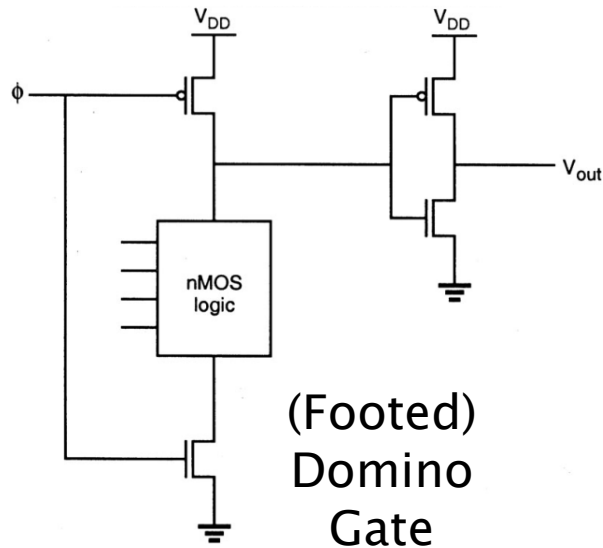 V_DD
V_DD
ϕ
V_out
nMOS
logic
(Footed)
Domino
Gate